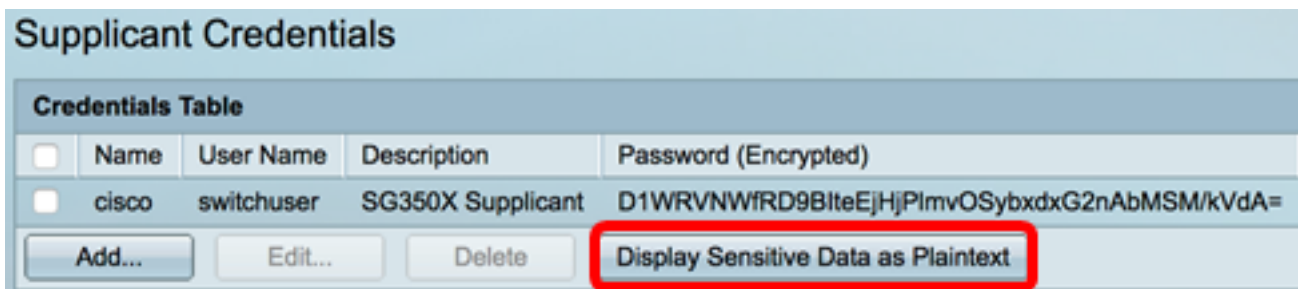 Supplicant Credentials
Credentials Table
Name User Name Description Password (Encrypted)
cisco switchuser SG350X Supplicant D1WRVNWfRD9BIteEjHjPlmvOSybxdxG2nAbMSM/kVdA=
Add... Edit... Delete Display Sensitive Data as Plaintext